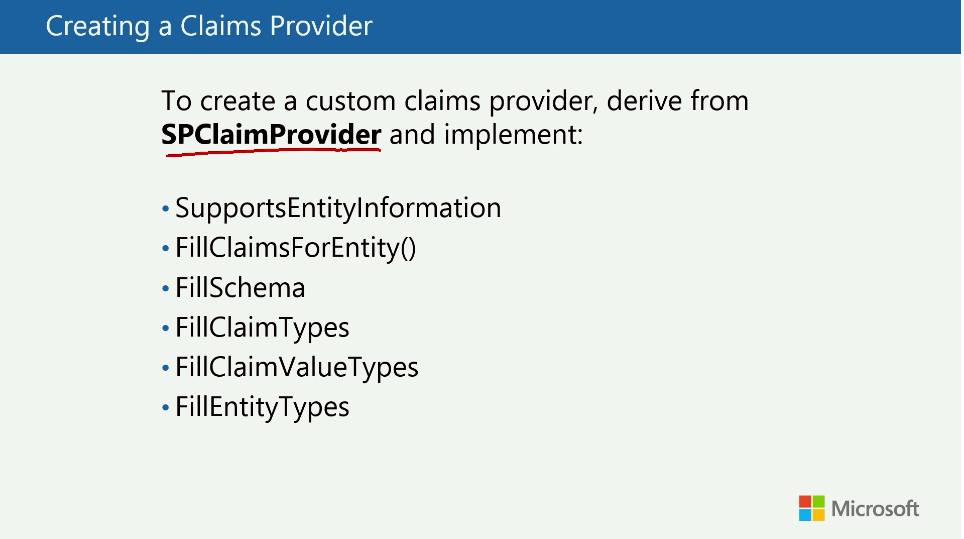 Creating a Claims Provider
To create a custom claims provider, derive from
SPClaimProvider and implement:
• SupportsEntityInformation
• FillClaimsForEntity()
• FillSchema
• FillClaimTypes
• FillClaimValueTypes
• FillEntityTypes
Microsoft